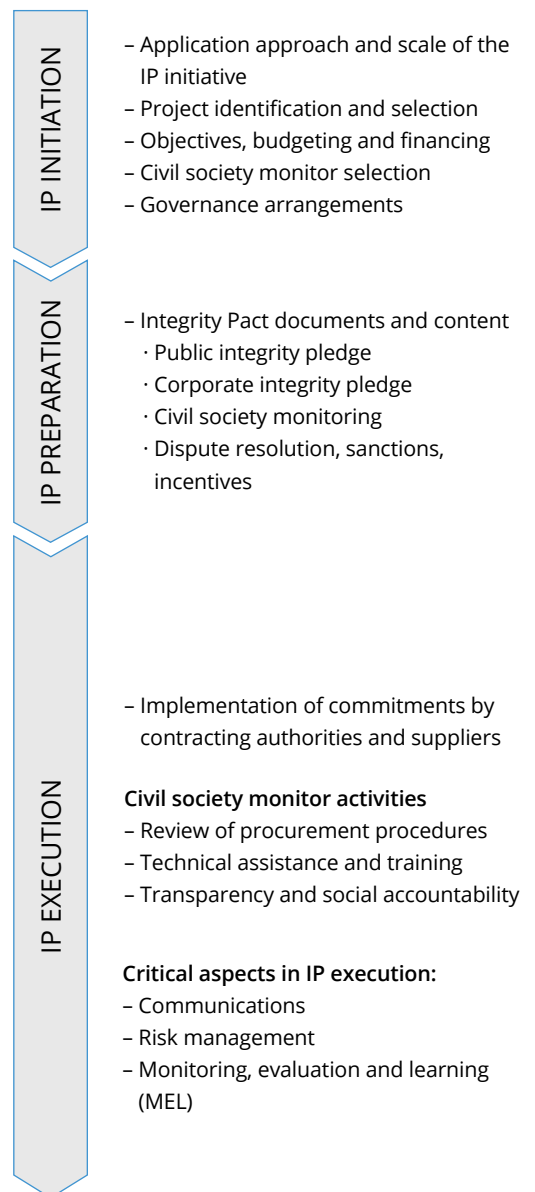 IP INITIATION
– Application approach and scale of the
IP initiative
– Project identification and selection
– Objectives, budgeting and financing
– Civil society monitor selection
– Governance arrangements
IP PREPARATION
– Integrity Pact documents and content
· Public integrity pledge
· Corporate integrity pledge
· Civil society monitoring
· Dispute resolution, sanctions,
incentives
IP EXECUTION
– Implementation of commitments by
contracting authorities and suppliers
Civil society monitor activities
– Review of procurement procedures
– Technical assistance and training
– Transparency and social accountability
Critical aspects in IP execution:
– Communications
– Risk management
– Monitoring, evaluation and learning
(MEL)